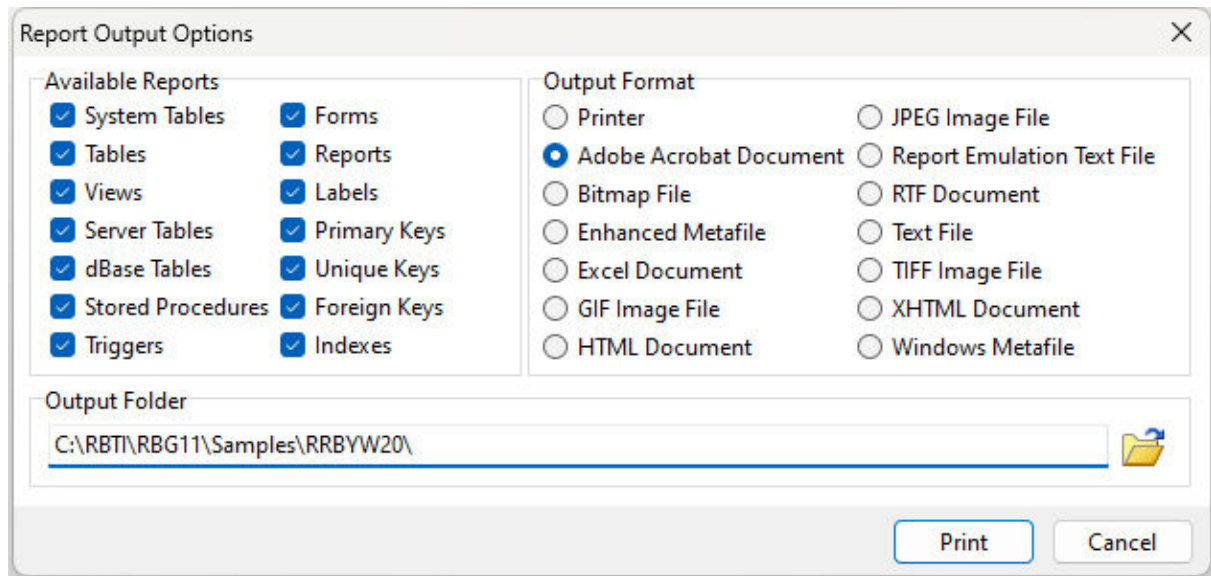 Report Output Options
Available Reports
System Tables
Tables
Views
Server Tables
dBase Tables
Stored Procedures
Triggers
Forms
Reports
Labels
Primary Keys
Unique Keys
Foreign Keys
Indexes
Output Format
Printer
Adobe Acrobat Document
Bitmap File
Enhanced Metafile
Excel Document
GIF Image File
HTML Document
JPEG Image File
Report Emulation Text File
RTF Document
Text File
TIFF Image File
XHTML Document
Windows Metafile
Output Folder
C:\RBTI\RBG11\Samples\RRBYW20\
Print
Cancel